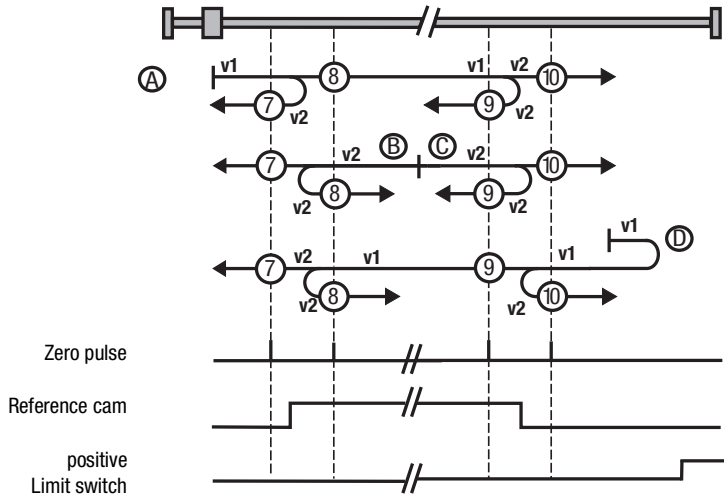 v1 v1 v2
Ⓐ ⑧ ⑩
⑦ v2 ⑨ v2
v2 Ⓑ Ⓒ v2
⑦ ⑩
v2 ⑧ ⑨ v2
v1 Ⓓ
v2 v1 v1
⑦ ⑨
v2 ⑧ v2 ⑩
Zero pulse
Reference cam
positive
Limit switch